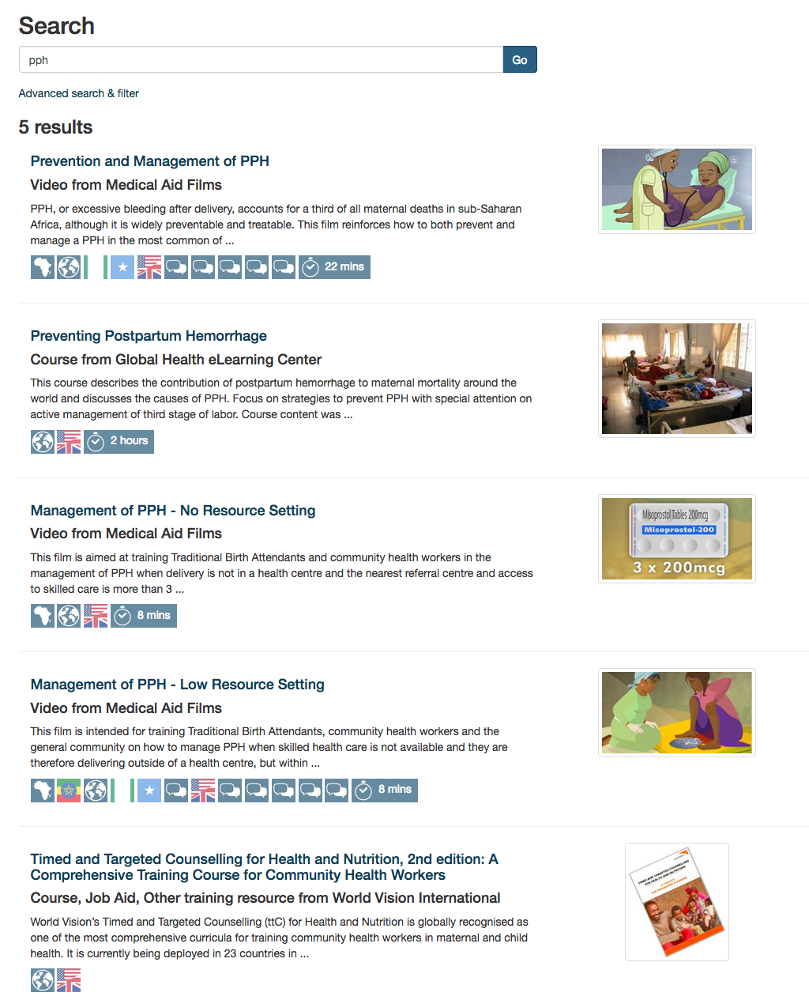 Search
pph
Go
Advanced search & filter
5 results
Prevention and Management of PPH
Video from Medical Aid Films
PPH, or excessive bleeding after delivery, accounts for a third of all maternal deaths in sub-Saharan
Africa, although it is widely preventable and treatable. This film reinforces how to both prevent and
manage a PPH in the most common of ...
22 mins
Preventing Postpartum Hemorrhage
Course from Global Health eLearning Center
This course describes the contribution of postpartum hemorrhage to maternal mortality around the
world and discusses the causes of PPH. Focus on strategies to prevent PPH with special attention on
active management of third stage of labor. Course content was ...
2 hours
Management of PPH - No Resource Setting
Video from Medical Aid Films
This film is aimed at training Traditional Birth Attendants and community health workers in the
management of PPH when delivery is not in a health centre and the nearest referral centre and access
to skilled care is more than 3 ...
8 mins
Misoprostol Tables 200mcg
Misoprostol-200
3 x 200mcg
Management of PPH - Low Resource Setting
Video from Medical Aid Films
This film is intended for training Traditional Birth Attendants, community health workers and the
general community on how to manage PPH when skilled health care is not available and they are
therefore delivering outside of a health centre, but within ...
8 mins
Timed and Targeted Counselling for Health and Nutrition, 2nd edition: A
Comprehensive Training Course for Community Health Workers
Course, Job Aid, Other training resource from World Vision International
World Vision's Timed and Targeted Counselling (ttC) for Health and Nutrition is globally recognised as
one of the most comprehensive curricula for training community health workers in maternal and child
health. It is currently being deployed in 23 countries in ...
TIMED AND TARGETED COUNSELLING
FOR HEALTH AND NUTRITION